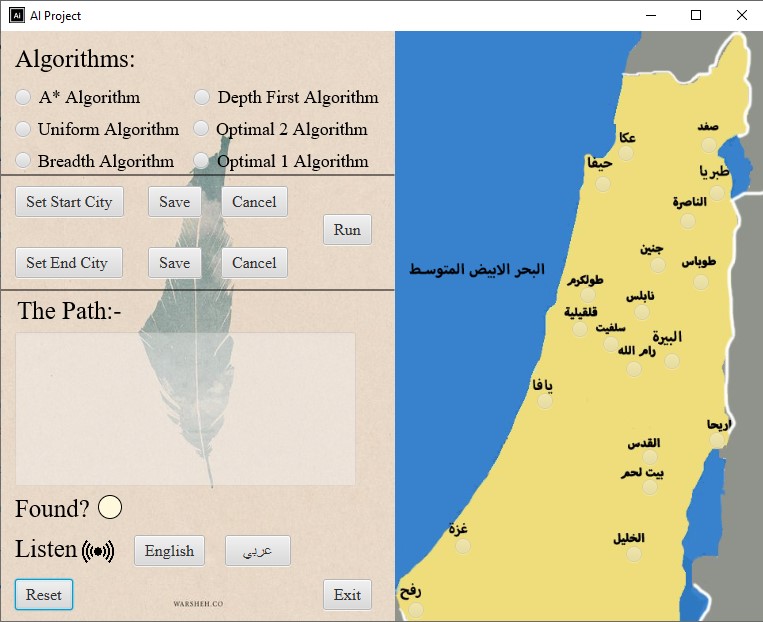 AI
AI Project
Algorithms:
A* Algorithm
Depth First Algorithm
Uniform Algorithm
Optimal 2 Algorithm
Breadth Algorithm
Optimal 1 Algorithm
Set Start City
Save
Cancel
Run
Set End City
Save
Cancel
The Path:-
Found?
Listen
English
عربي
Reset
WARSHEH.CO
Exit
صفد
عكا
حيفا
طبريا
الناصرة
جنين
طوباس
البحر الابيض المتوسط
طولكرم
نابلس
قلقيلية
سلفيت
البيرة
رام الله
يافا
اريحا
القدس
بيت لحم
غزة
الخليل
رفح